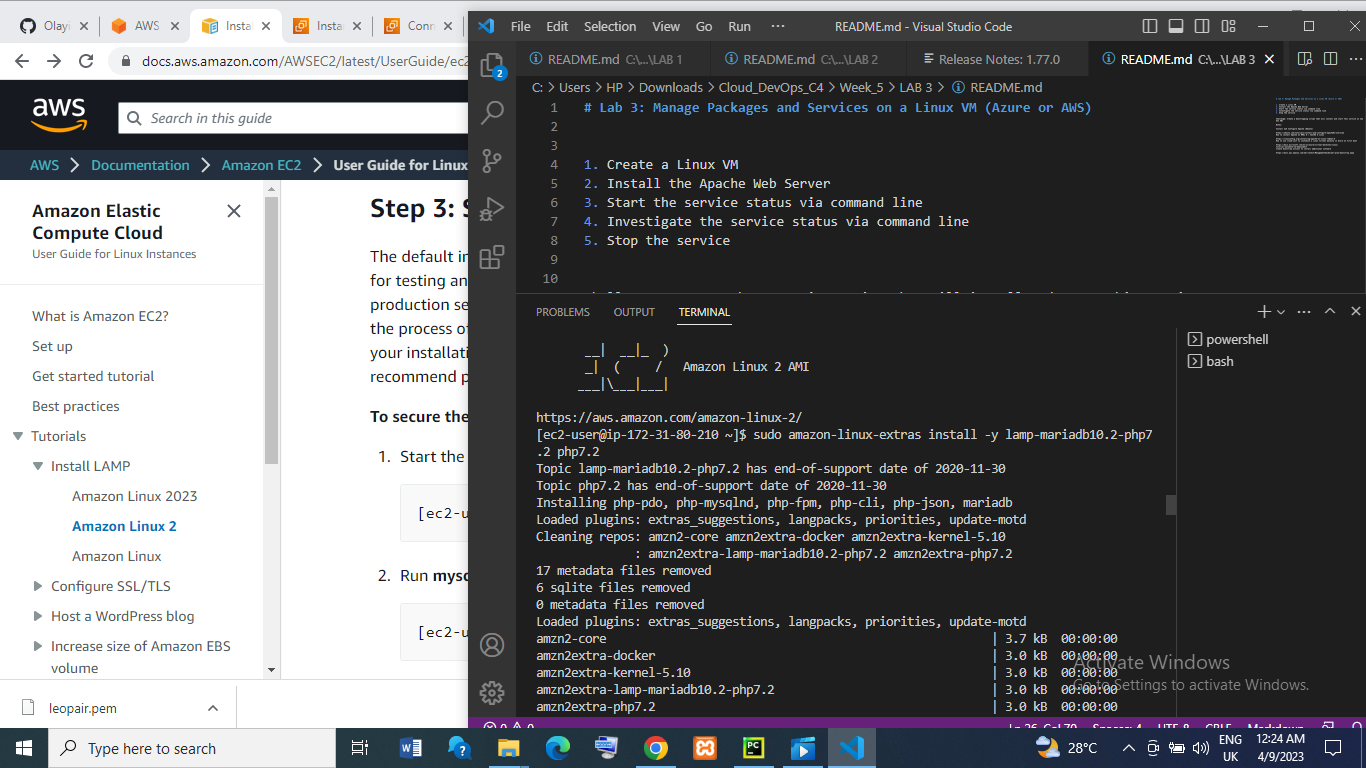 Olayi
AWS
Install
Instan
Conn
docs.aws.amazon.com/AWSEC2/latest/UserGuide/ec2
aws
Search in this guide
AWS > Documentation > Amazon EC2 > User Guide for Linux
Amazon Elastic
Compute Cloud
User Guide for Linux Instances
What is Amazon EC2?
Set up
Get started tutorial
Best practices
Tutorials
Install LAMP
Amazon Linux 2023
Amazon Linux 2
Amazon Linux
Configure SSL/TLS
Host a WordPress blog
Increase size of Amazon EBS
volume
Step 3: S
The default in
for testing an
production se
the process of
your installati
recommend p
To secure the
1. Start the
[ec2-u
2. Run mysq
[ec2-u
leopair.pem
File Edit Selection View Go Run ··· README.md - Visual Studio Code
README.md C:\...\LAB 1
README.md C:\...\LAB 2
Release Notes: 1.77.0
README.md C:\...\LAB 3
C: > Users > HP > Downloads > Cloud_DevOps_C4 > Week_5 > LAB 3 > README.md
2
1 # Lab 3: Manage Packages and Services on a Linux VM (Azure or AWS)
2
3
4 1. Create a Linux VM
5 2. Install the Apache Web Server
6 3. Start the service status via command line
7 4. Investigate the service status via command line
8 5. Stop the service
9
10
PROBLEMS OUTPUT TERMINAL
powershell
bash
__|  __|_  )
_|  (     /   Amazon Linux 2 AMI
___|\___|___|
https://aws.amazon.com/amazon-linux-2/
[ec2-user@ip-172-31-80-210 ~]$ sudo amazon-linux-extras install -y lamp-mariadb10.2-php7
.2 php7.2
Topic lamp-mariadb10.2-php7.2 has end-of-support date of 2020-11-30
Topic php7.2 has end-of-support date of 2020-11-30
Installing php-pdo, php-mysqlnd, php-fpm, php-cli, php-json, mariadb
Loaded plugins: extras_suggestions, langpacks, priorities, update-motd
Cleaning repos: amzn2-core amzn2extra-docker amzn2extra-kernel-5.10
: amzn2extra-lamp-mariadb10.2-php7.2 amzn2extra-php7.2
17 metadata files removed
6 sqlite files removed
0 metadata files removed
Loaded plugins: extras_suggestions, langpacks, priorities, update-motd
amzn2-core | 3.7 kB 00:00:00
amzn2extra-docker | 3.0 kB 00:00:00
amzn2extra-kernel-5.10 | 3.0 kB 00:00:00
amzn2extra-lamp-mariadb10.2-php7.2 | 3.0 kB 00:00:00
amzn2extra-php7.2 | 3.0 kB 00:00:00
Activate Windows
Go to Settings to activate Windows.
Type here to search
28°C
ENG
UK
12:24 AM
4/9/2023